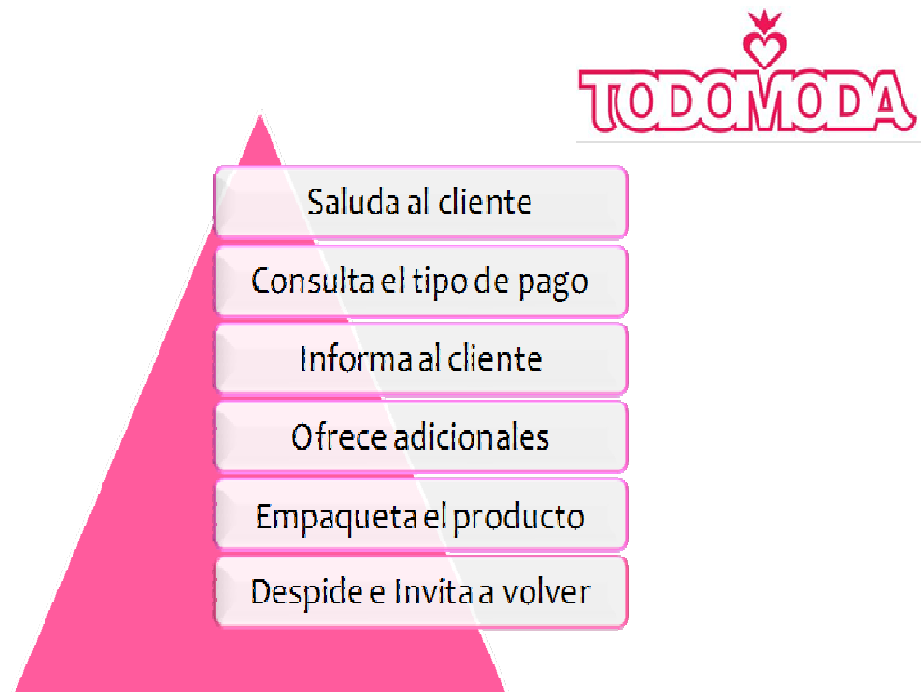 TODOMODA
Saluda al cliente
Consulta el tipo de pago
Informa al cliente
Ofrece adicionales
Empaqueta el producto
Despide e Invita a volver